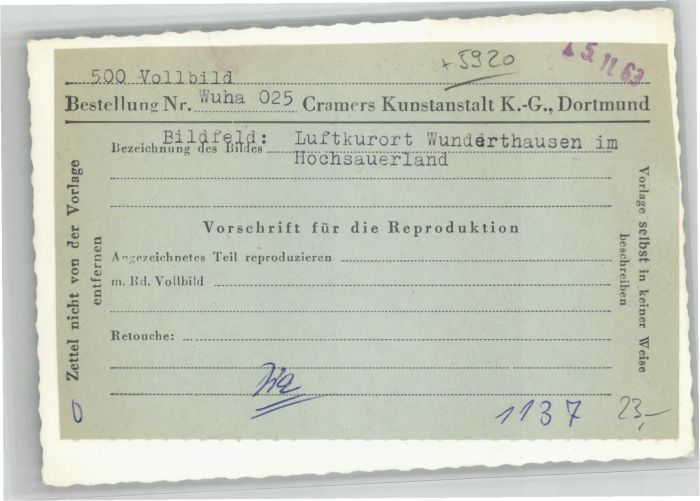 +5920
15.11.63
500 Vollbild
Bestellung Nr. Wuha 025 Cramers Kunstanstalt K.-G., Dortmund
Bildfeld: Luftkurort Wunderthausen im
Bezeichnung des Bildes
Hochsauerland
Vorschrift für die Reproduktion
Angezeichnetes Teil reproduzieren
m. Rd. Vollbild
Retouche:
Zettel nicht von der Vorlage
entfernen
Vorlage selbst in keiner Weise
beschreiben
0
1137
23,-